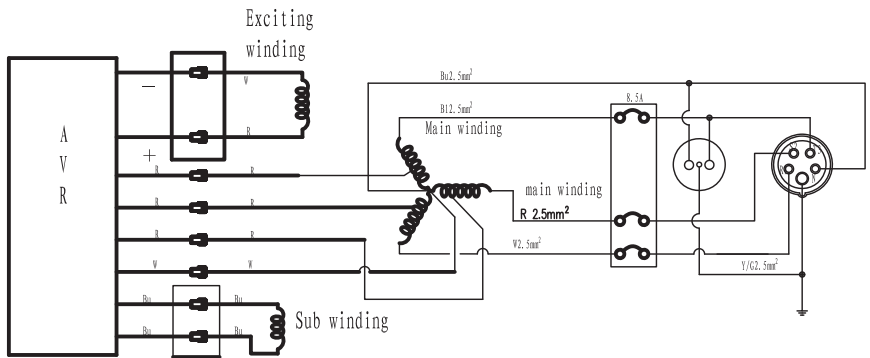 Exciting
winding
A
V
R
—
+
W
R
R R
R R
R R
W W
Bu Bu
Bu Bu
Sub winding
Bu2.5mm²
Bl2.5mm²
Main winding
main winding
R 2.5mm²
W2.5mm²
8.5A
Y/G2.5mm²